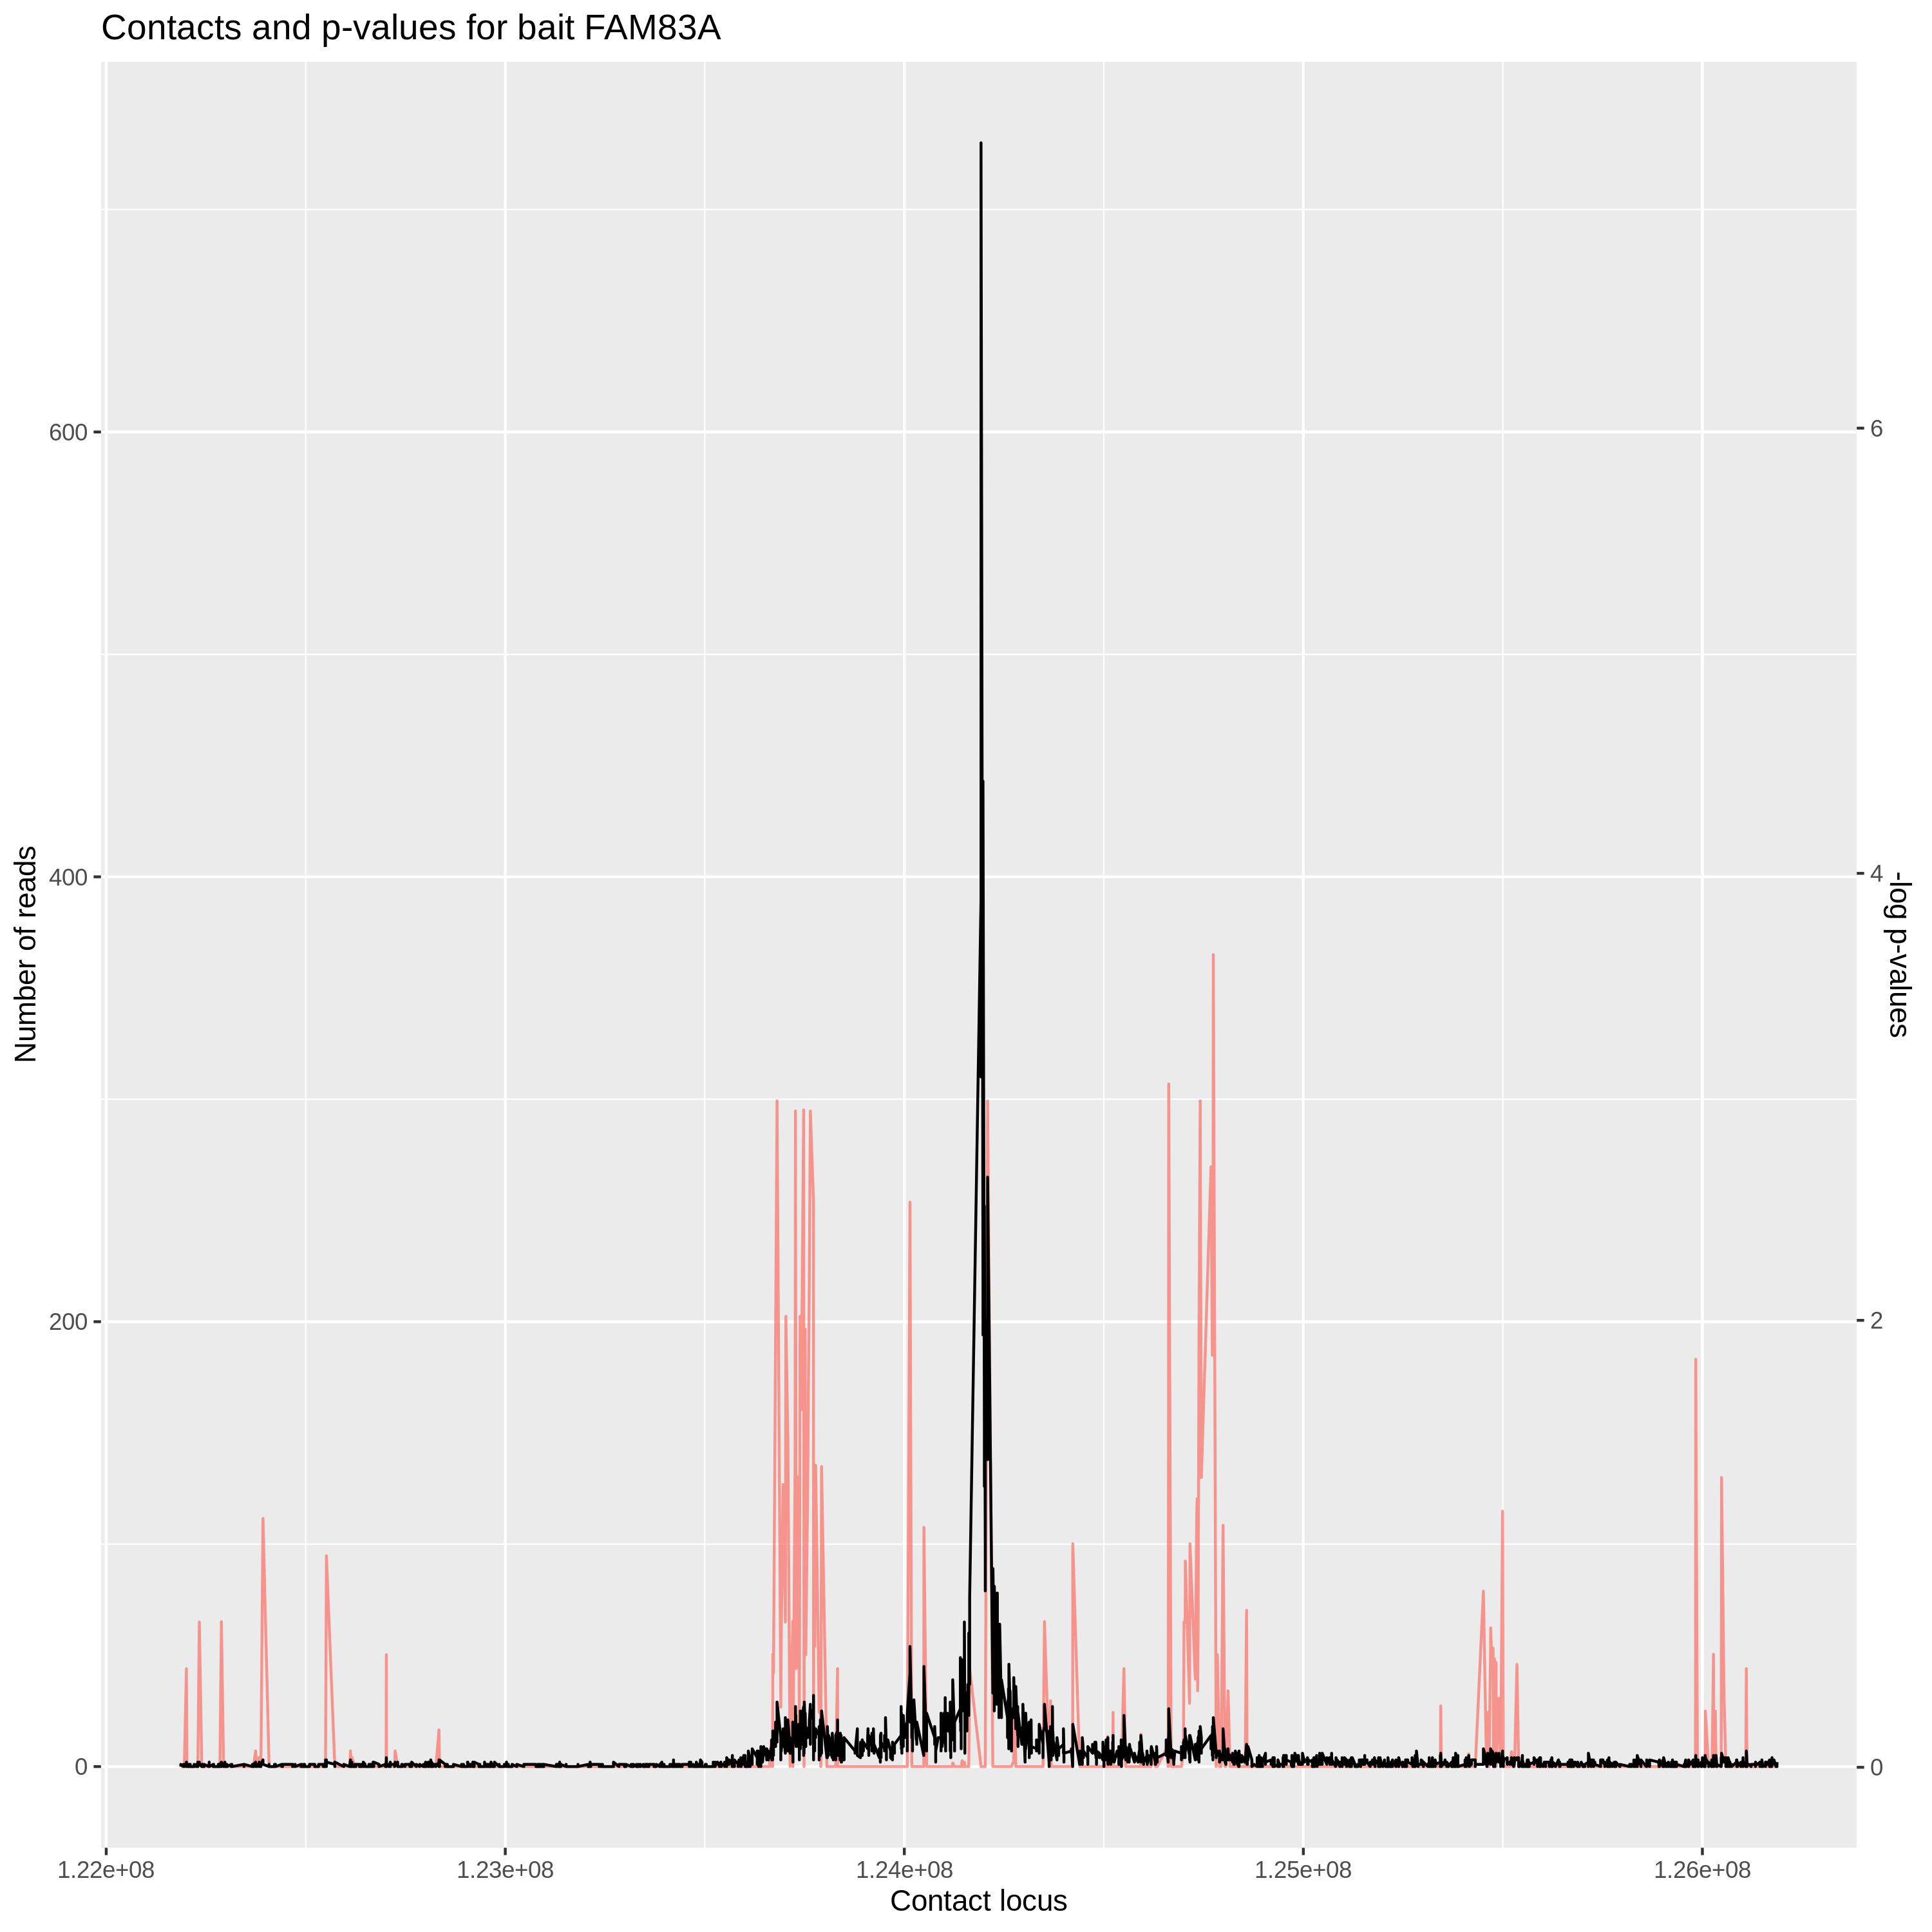 Contacts and p-values for bait FAM83A
Number of reads
600
400
200
0
-log p-values
6
4
2
0
1.22e+08
1.23e+08
1.24e+08
1.25e+08
1.26e+08
Contact locus